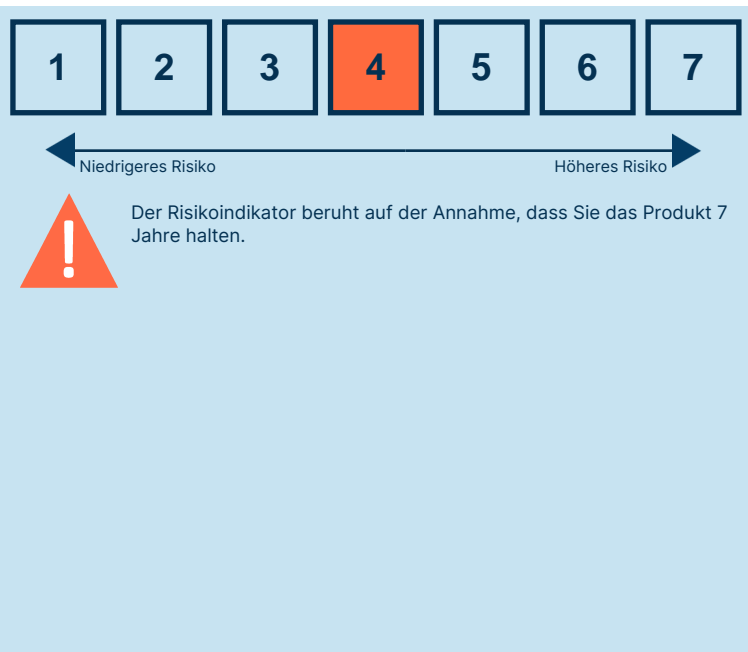 1 2 3 4 5 6 7
Niedrigeres Risiko Höheres Risiko
!
Der Risikoindikator beruht auf der Annahme, dass Sie das Produkt 7
Jahre halten.